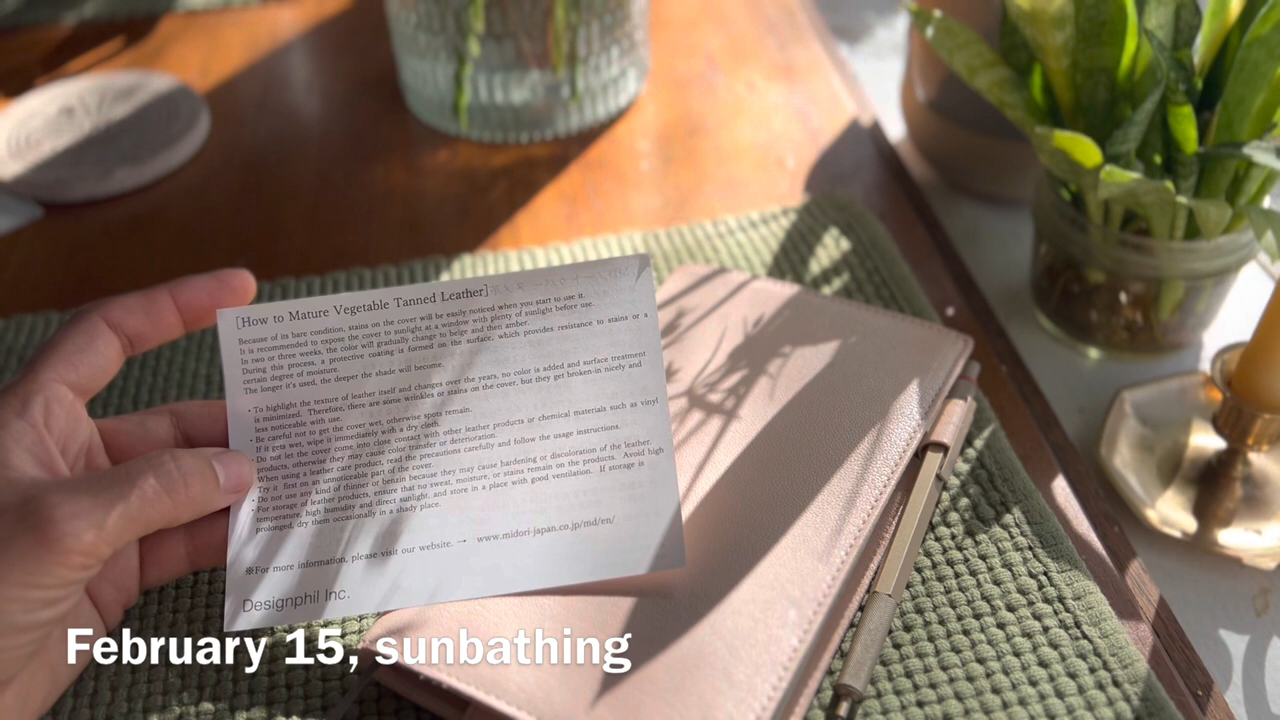 [How to Mature Vegetable Tanned Leather]
Because of its bare condition, stains on the cover will be easily noticed when you start to use it.
It is recommended to expose the cover to sunlight at a window with plenty of sunlight before use.
In two or three weeks, the color will gradually change to beige and then amber.
During this process, a protective coating is formed on the surface, which provides resistance to stains or a
certain degree of moisture.
The longer it's used, the deeper the shade will become.
・To highlight the texture of leather itself and changes over the years, no color is added and surface treatment
is minimized. Therefore, there are some wrinkles or stains on the cover, but they get broken-in nicely and
less noticeable with use.
・Be careful not to get the cover wet, otherwise spots remain.
If it gets wet, wipe it immediately with a dry cloth.
・Do not let the cover come into close contact with other leather products or chemical materials such as vinyl
products, otherwise they may cause color transfer or deterioration.
・When using a leather care product, read the precautions carefully and follow the usage instructions.
Try it first on an unnoticeable part of the cover.
・Do not use any kind of thinner or benzin because they may cause hardening or discoloration of the leather.
・For storage of leather products, ensure that no sweat, moisture, or stains remain on the products. Avoid high
temperature, high humidity and direct sunlight, and store in a place with good ventilation. If storage is
prolonged, dry them occasionally in a shady place.
※For more information, please visit our website. → www.midori-japan.co.jp/md/en/
Designphil Inc.
February 15, sunbathing